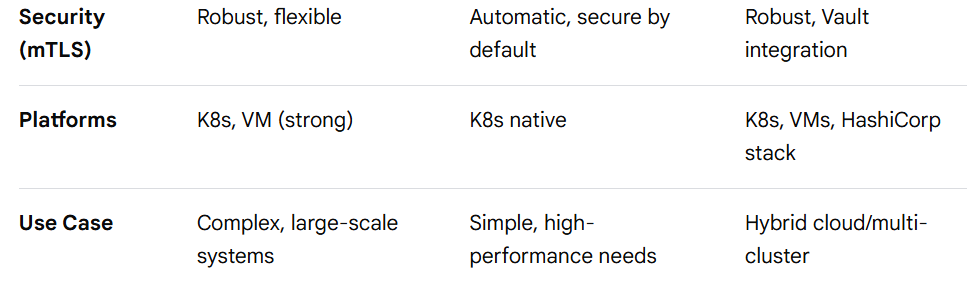 Security Robust, flexible Automatic, secure by Robust, Vault
(mTLS) default integration
Platforms K8s, VM (strong) K8s native K8s, VMs, HashiCorp
stack
Use Case Complex, large-scale Simple, high- Hybrid cloud/multi-
systems performance needs cluster